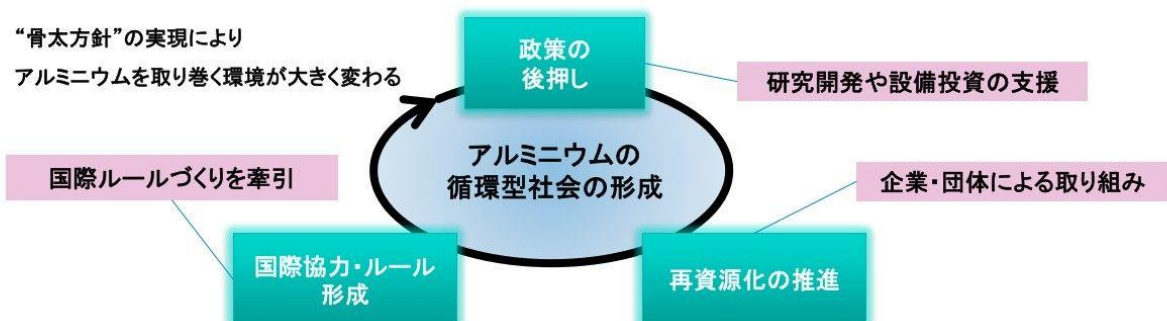 “骨太方針”の実現により
アルミニウムを取り巻く環境が大きく変わる
政策の
後押し
研究開発や設備投資の支援
アルミニウムの
循環型社会の形成
国際ルールづくりを牽引
企業・団体による取り組み
国際協力・ルール
形成
再資源化の推進